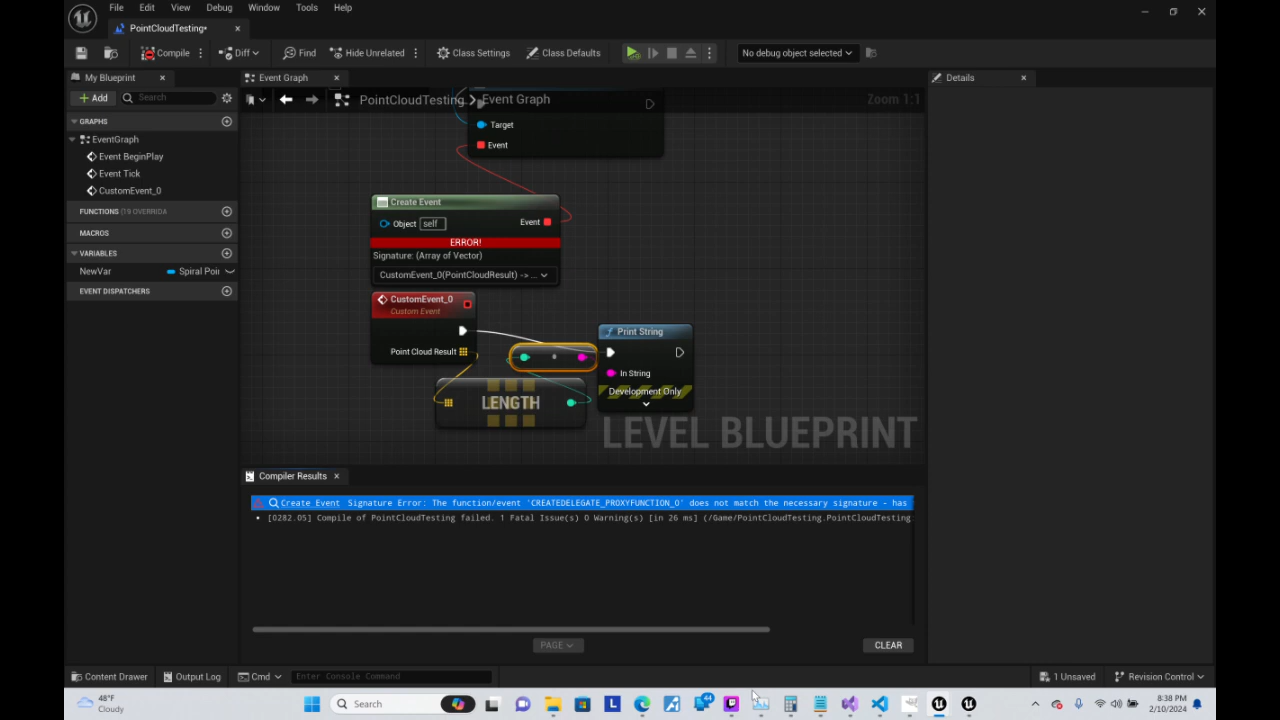 File Edit View Debug Window Tools Help
PointCloudTesting*
Compile Diff Find Hide Unrelated Class Settings Class Defaults No debug object selected
My Blueprint Event Graph Details
Add Search PointCloudTesting Event Graph Zoom 1:1
GRAPHS
EventGraph
Event BeginPlay
Event Tick
CustomEvent_0
FUNCTIONS (19 OVERRIDA
MACROS
VARIABLES
NewVar Spiral Poi
EVENT DISPATCHERS
Target
Event
Create Event
Object self Event
ERROR!
Signature: (Array of Vector)
CustomEvent_0(PointCloudResult) -> ...
CustomEvent_0
Custom Event
Point Cloud Result
LENGTH
Print String
In String
Development Only
LEVEL BLUEPRINT
Compiler Results
Create Event Signature Error: The function/event 'CREATEDELEGATE_PROXYFUNCTION_0' does not match the necessary signature - has
[0282.05] Compile of PointCloudTesting failed. 1 Fatal Issue(s) 0 Warning(s) [in 26 ms] (/Game/PointCloudTesting.PointCloudTesting
PAGE CLEAR
Content Drawer Output Log Cmd Enter Console Command 1 Unsaved Revision Control
48°F
Cloudy
Search
44
8:38 PM
2/10/2024